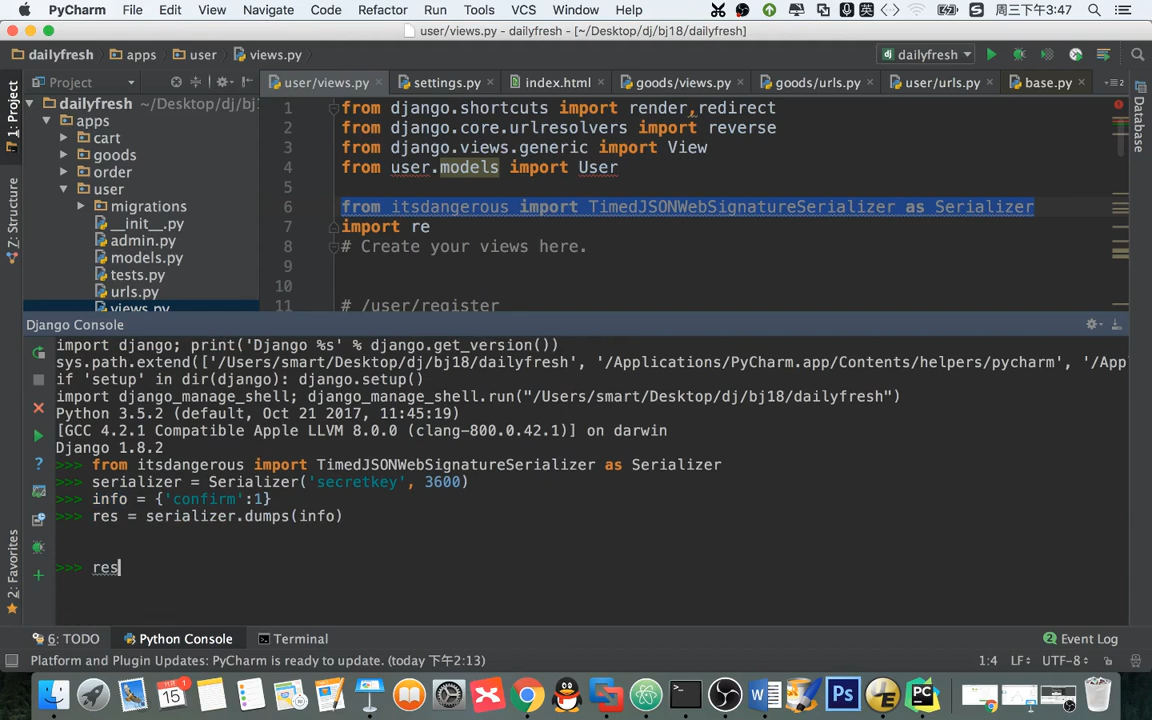 PyCharm File Edit View Navigate Code Refactor Run Tools VCS Window Help 英 周三下午3:47
user/views.py - dailyfresh - [~/Desktop/dj/bj18/dailyfresh]
dailyfresh apps user views.py dailyfresh
Project user/views.py settings.py index.html goods/views.py goods/urls.py user/urls.py base.py
1: Project
7: Structure
2: Favorites
Database
dailyfresh ~/Desktop/dj/bj
apps
cart
goods
order
user
migrations
__init__.py
admin.py
models.py
tests.py
urls.py
views.py
1 from django.shortcuts import render,redirect
2 from django.core.urlresolvers import reverse
3 from django.views.generic import View
4 from user.models import User
5
6 from itsdangerous import TimedJSONWebSignatureSerializer as Serializer
7 import re
8 # Create your views here.
9
10
11 # /user/register
Django Console
import django; print('Django %s' % django.get_version())
sys.path.extend(['/Users/smart/Desktop/dj/bj18/dailyfresh', '/Applications/PyCharm.app/Contents/helpers/pycharm', '/App
if 'setup' in dir(django): django.setup()
import django_manage_shell; django_manage_shell.run("/Users/smart/Desktop/dj/bj18/dailyfresh")
Python 3.5.2 (default, Oct 21 2017, 11:45:19)
[GCC 4.2.1 Compatible Apple LLVM 8.0.0 (clang-800.0.42.1)] on darwin
Django 1.8.2
>>> from itsdangerous import TimedJSONWebSignatureSerializer as Serializer
>>> serializer = Serializer('secretkey', 3600)
>>> info = {'confirm':1}
>>> res = serializer.dumps(info)
>>> res
6: TODO Python Console Terminal 2 Event Log
Platform and Plugin Updates: PyCharm is ready to update. (today 下午2:13) 1:4 LF UTF-8
15 1 W Ps PC